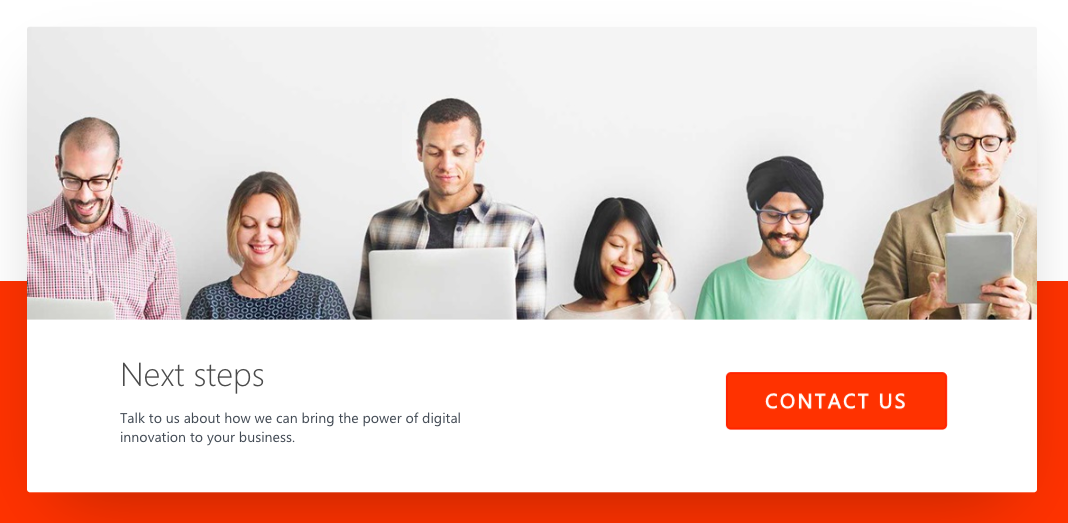 Next steps
Talk to us about how we can bring the power of digital
innovation to your business.
CONTACT US